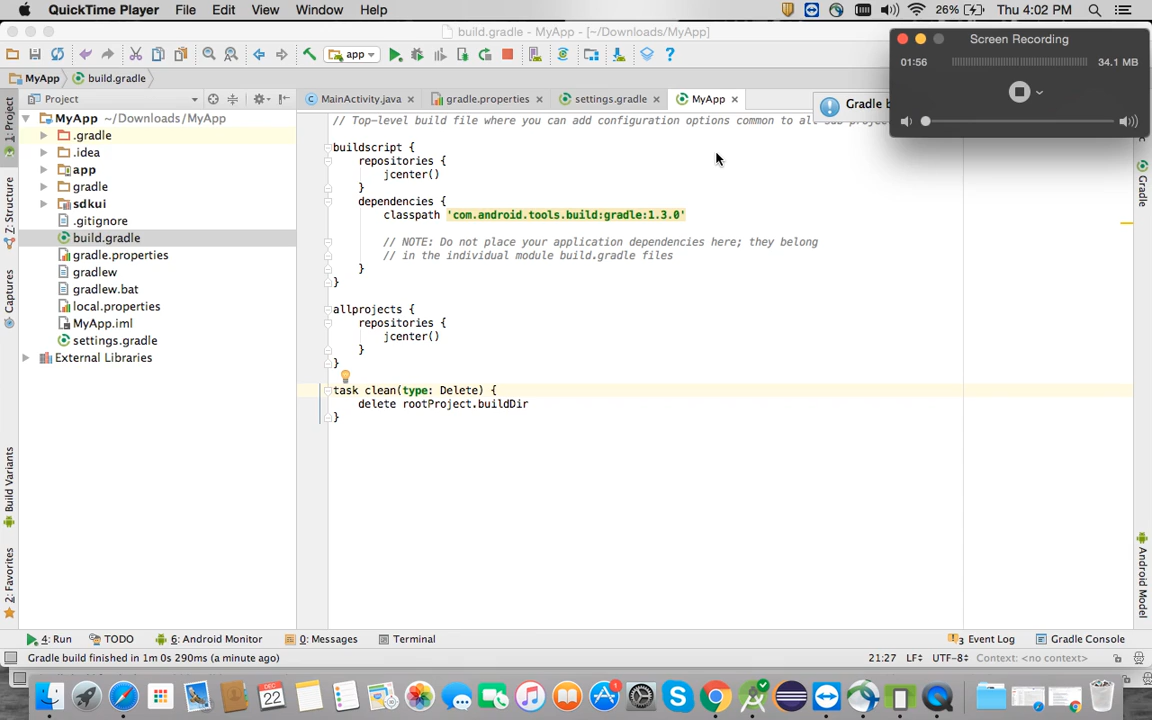 QuickTime Player File Edit View Window Help 26% Thu 4:02 PM
build.gradle - MyApp - [~/Downloads/MyApp]
Screen Recording
01:56 34.1 MB
app
MyApp build.gradle
Project
MainActivity.java gradle.properties settings.gradle MyApp
Gradle b
1: Project
Z: Structure
Captures
Build Variants
2: Favorites
Gradle
Android Model
MyApp ~/Downloads/MyApp
.gradle
.idea
app
gradle
sdkui
.gitignore
build.gradle
gradle.properties
gradlew
gradlew.bat
local.properties
MyApp.iml
settings.gradle
External Libraries
// Top-level build file where you can add configuration options common to all sub-project
buildscript {
repositories {
jcenter()
}
dependencies {
classpath 'com.android.tools.build:gradle:1.3.0'
// NOTE: Do not place your application dependencies here; they belong
// in the individual module build.gradle files
}
}
allprojects {
repositories {
jcenter()
}
}
task clean(type: Delete) {
delete rootProject.buildDir
}
4: Run TODO 6: Android Monitor 0: Messages Terminal 3 Event Log Gradle Console
Gradle build finished in 1m 0s 290ms (a minute ago) 21:27 LF÷ UTF-8÷ Context: <no context>
DEC
22
1